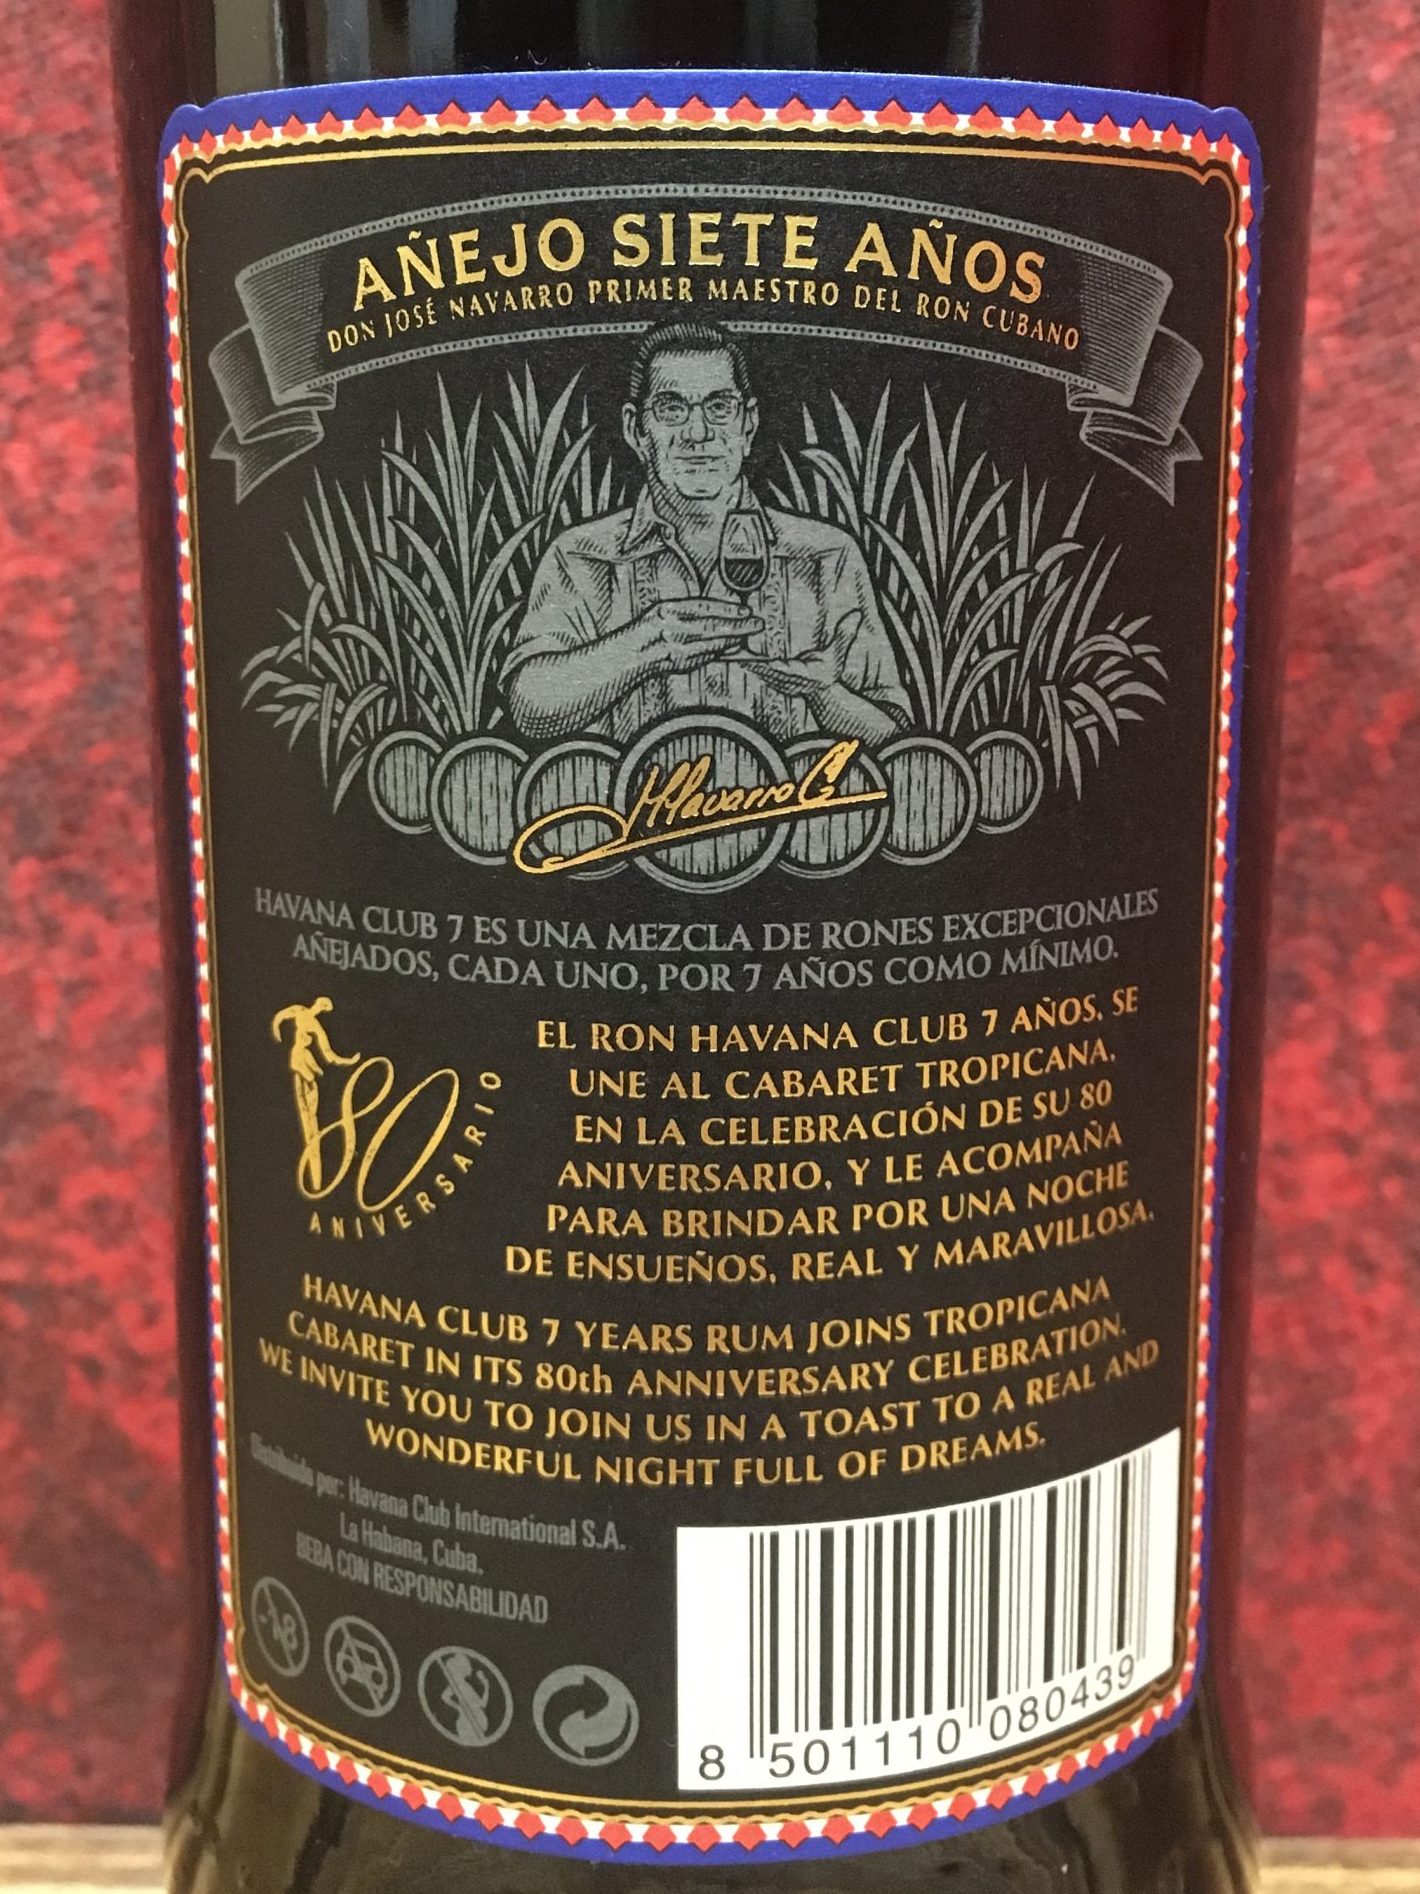 AÑEJO SIETE AÑOS
DON JOSÉ NAVARRO PRIMER MAESTRO DEL RON CUBANO
JNavarro G
HAVANA CLUB 7 ES UNA MEZCLA DE RONES EXCEPCIONALES
AÑEJADOS, CADA UNO, POR 7 AÑOS COMO MÍNIMO.
80
ANIVERSARIO
EL RON HAVANA CLUB 7 AÑOS, SE
UNE AL CABARET TROPICANA,
EN LA CELEBRACIÓN DE SU 80
ANIVERSARIO, Y LE ACOMPAÑA
PARA BRINDAR POR UNA NOCHE
DE ENSUEÑOS, REAL Y MARAVILLOSA.
HAVANA CLUB 7 YEARS RUM JOINS TROPICANA
CABARET IN ITS 80th ANNIVERSARY CELEBRATION.
WE INVITE YOU TO JOIN US IN A TOAST TO A REAL AND
WONDERFUL NIGHT FULL OF DREAMS.
Distribuido por: Havana Club International S.A.
La Habana, Cuba.
BEBA CON RESPONSABILIDAD
-18
8 501110 080439